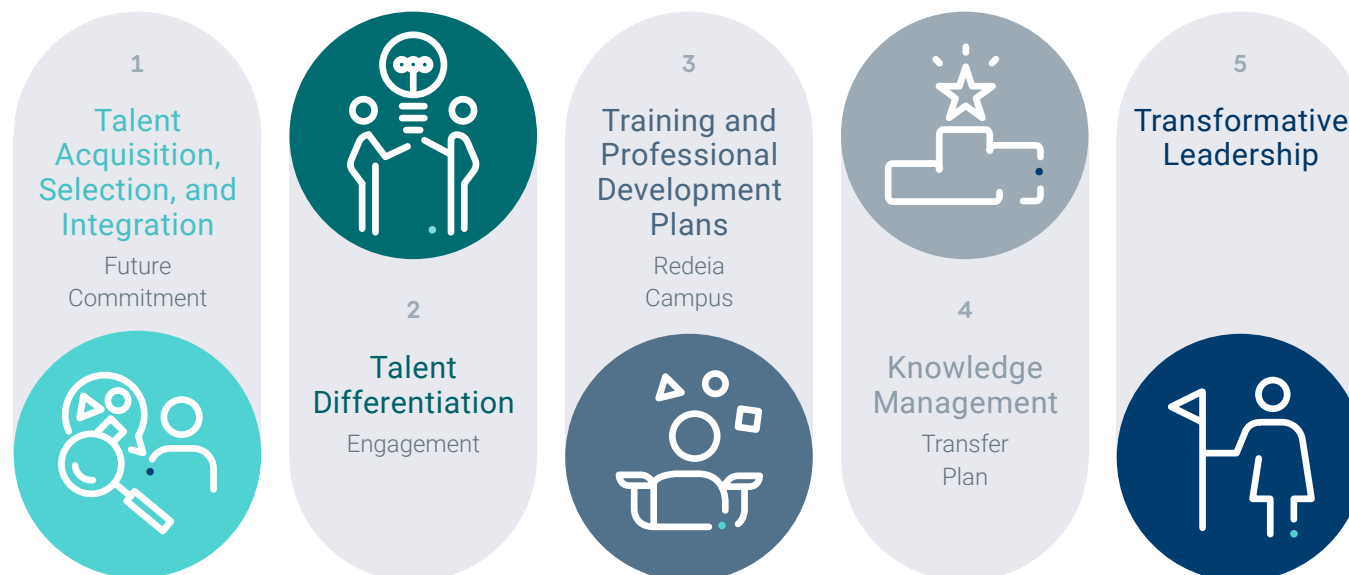 1
Talent
Acquisition,
Selection, and
Integration
Future
Commitment
2
Talent
Differentiation
Engagement
3
Training and
Professional
Development
Plans
Redeia
Campus
4
Knowledge
Management
Transfer
Plan
5
Transformative
Leadership